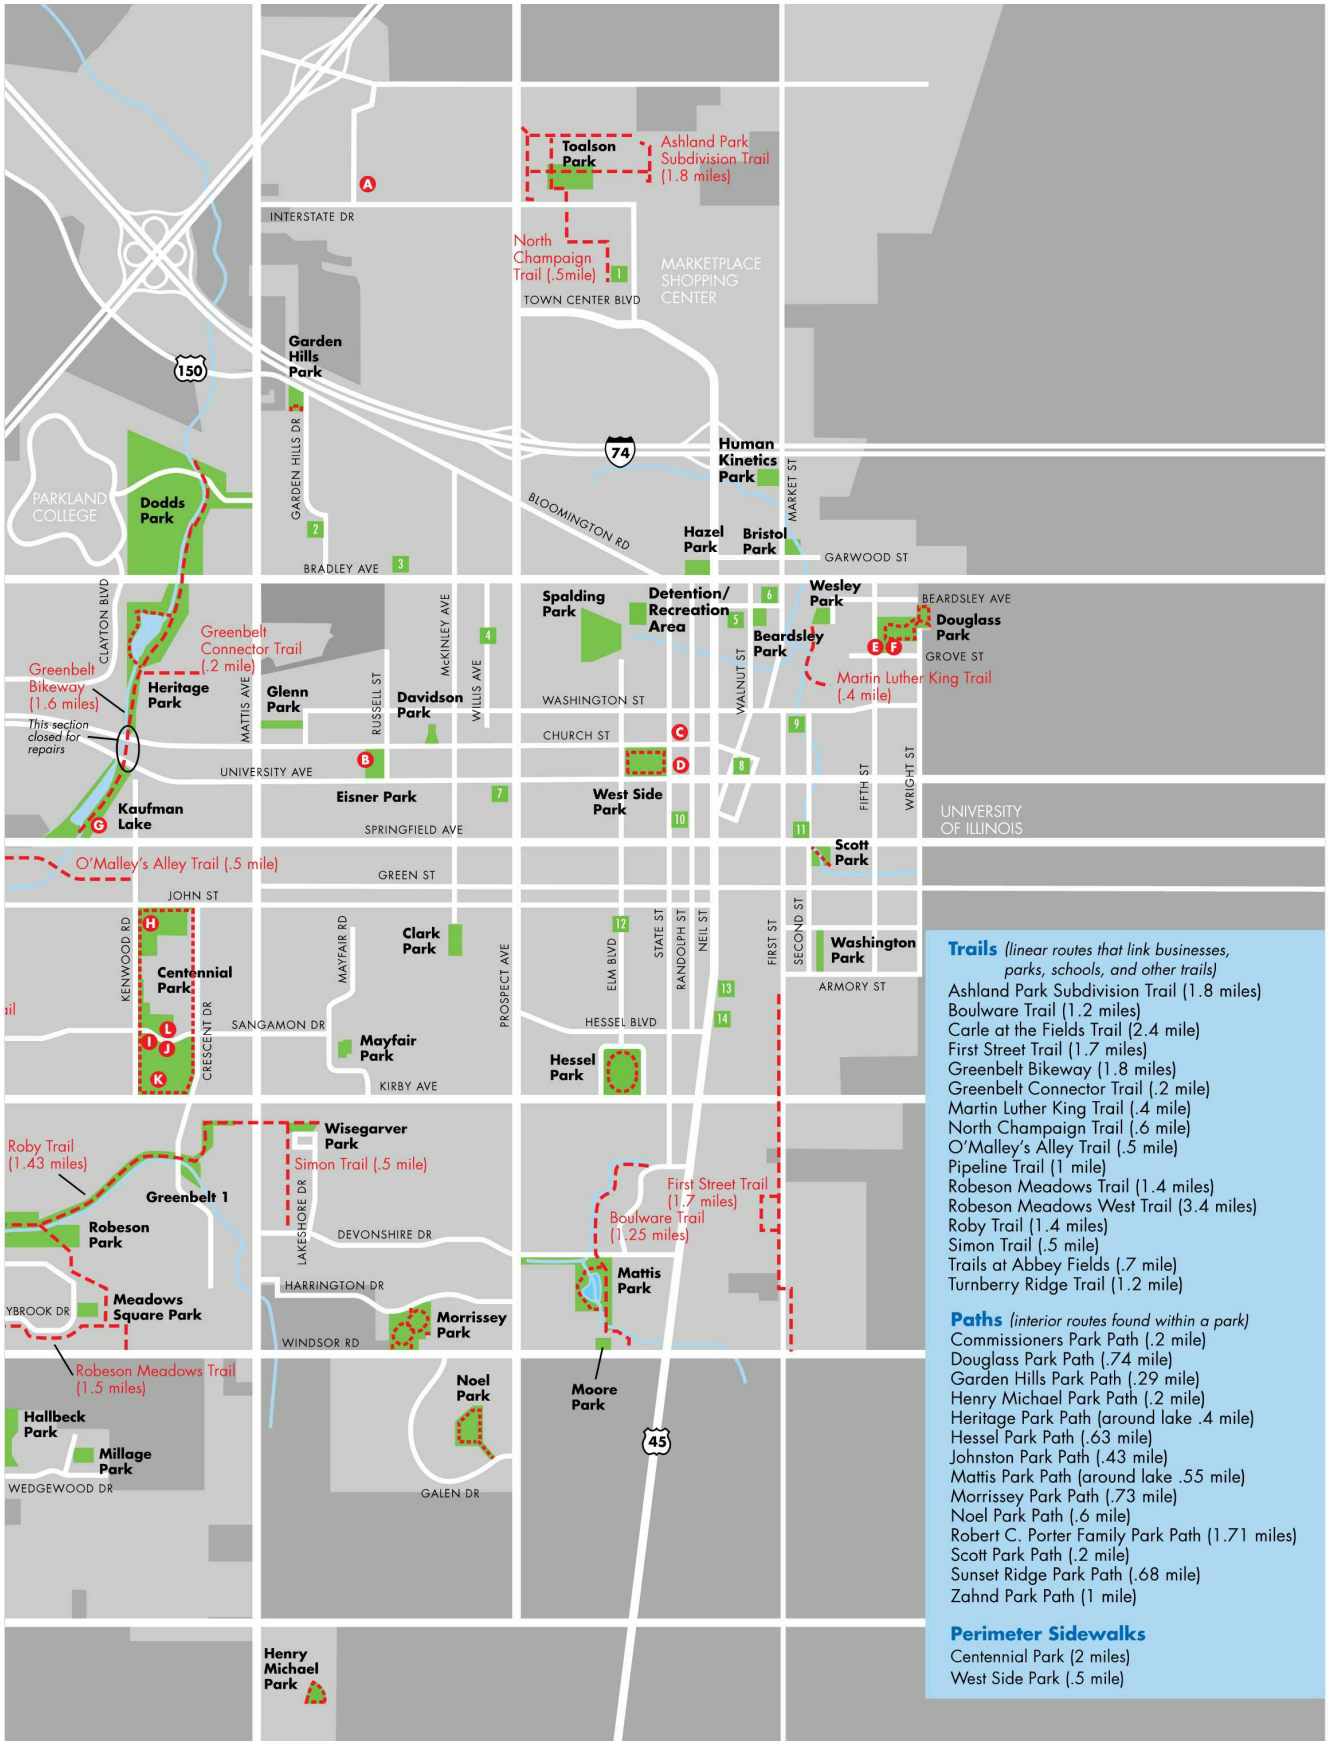 Toalson
Park
Ashland Park
Subdivision Trail
(1.8 miles)
A
INTERSTATE DR
North
Champaign
Trail (.5mile)
1
MARKETPLACE
SHOPPING
CENTER
TOWN CENTER BLVD
Garden
Hills
Park
150
74
Human
Kinetics
Park
MARKET ST
GARDEN HILLS DR
PARKLAND
COLLEGE
Dodds
Park
BLOOMINGTON RD
2
Hazel
Park
Bristol
Park
GARWOOD ST
BRADLEY AVE
3
CLAYTON BLVD
Spalding
Park
Detention/
Recreation
Area
6
5
Wesley
Park
BEARDSLEY AVE
Beardsley
Park
Douglass
Park
E
F
GROVE ST
McKINLEY AVE
4
WILLIS AVE
Greenbelt
Connector Trail
(.2 mile)
Greenbelt
Bikeway
(1.6 miles)
Heritage
Park
MATTIS AVE
Glenn
Park
RUSSELL ST
Davidson
Park
WASHINGTON ST
WALNUT ST
Martin Luther King Trail
(.4 mile)
This section
closed for
repairs
CHURCH ST
C
9
B
D
8
UNIVERSITY AVE
Eisner Park
7
West Side
Park
FIFTH ST
WRIGHT ST
Kaufman
Lake
G
SPRINGFIELD AVE
10
11
UNIVERSITY
OF ILLINOIS
O'Malley's Alley Trail (.5 mile)
Scott
Park
GREEN ST
JOHN ST
H
KENWOOD RD
Centennial
Park
MAYFAIR RD
Clark
Park
PROSPECT AVE
12
ELM BLVD
STATE ST
RANDOLPH ST
NEIL ST
FIRST ST
SECOND ST
Washington
Park
ARMORY ST
13
14
ail
L
I
J
K
CRESCENT DR
SANGAMON DR
Mayfair
Park
HESSEL BLVD
Hessel
Park
KIRBY AVE
Roby Trail
(1.43 miles)
Wisegarver
Park
Simon Trail (.5 mile)
Greenbelt 1
LAKESHORE DR
First Street Trail
(1.7 miles)
Boulware Trail
(1.25 miles)
Robeson
Park
DEVONSHIRE DR
HARRINGTON DR
Mattis
Park
YBROOK DR
Meadows
Square Park
Morrissey
Park
WINDSOR RD
Robeson Meadows Trail
(1.5 miles)
Noel
Park
Moore
Park
Hallbeck
Park
45
Millage
Park
WEDGEWOOD DR
GALEN DR
Henry
Michael
Park
Trails (linear routes that link businesses,
parks, schools, and other trails)
Ashland Park Subdivision Trail (1.8 miles)
Boulware Trail (1.2 miles)
Carle at the Fields Trail (2.4 mile)
First Street Trail (1.7 miles)
Greenbelt Bikeway (1.8 miles)
Greenbelt Connector Trail (.2 mile)
Martin Luther King Trail (.4 mile)
North Champaign Trail (.6 mile)
O'Malley's Alley Trail (.5 mile)
Pipeline Trail (1 mile)
Robeson Meadows Trail (1.4 miles)
Robeson Meadows West Trail (3.4 miles)
Roby Trail (1.4 miles)
Simon Trail (.5 mile)
Trails at Abbey Fields (.7 mile)
Turnberry Ridge Trail (1.2 mile)
Paths (interior routes found within a park)
Commissioners Park Path (.2 mile)
Douglass Park Path (.74 mile)
Garden Hills Park Path (.29 mile)
Henry Michael Park Path (.2 mile)
Heritage Park Path (around lake .4 mile)
Hessel Park Path (.63 mile)
Johnston Park Path (.43 mile)
Mattis Park Path (around lake .55 mile)
Morrissey Park Path (.73 mile)
Noel Park Path (.6 mile)
Robert C. Porter Family Park Path (1.71 miles)
Scott Park Path (.2 mile)
Sunset Ridge Park Path (.68 mile)
Zahnd Park Path (1 mile)
Perimeter Sidewalks
Centennial Park (2 miles)
West Side Park (.5 mile)